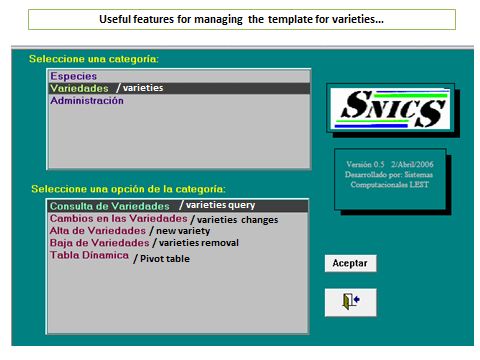 Useful features for managing the template for varieties...
Seleccione una categoría:
Especies
Variedades / varieties
Administración
SNICS
Versión 0.5 2/Abril/2006
Desarrollado por: Sistemas
Computacionales LEST
Seleccione una opción de la categoría:
Consulta de Variedades / varieties query
Cambios en las Variedades / varieties changes
Alta de Variedades / new variety
Baja de Variedades / varieties removal
Tabla Dínamica / Pivot table
Aceptar